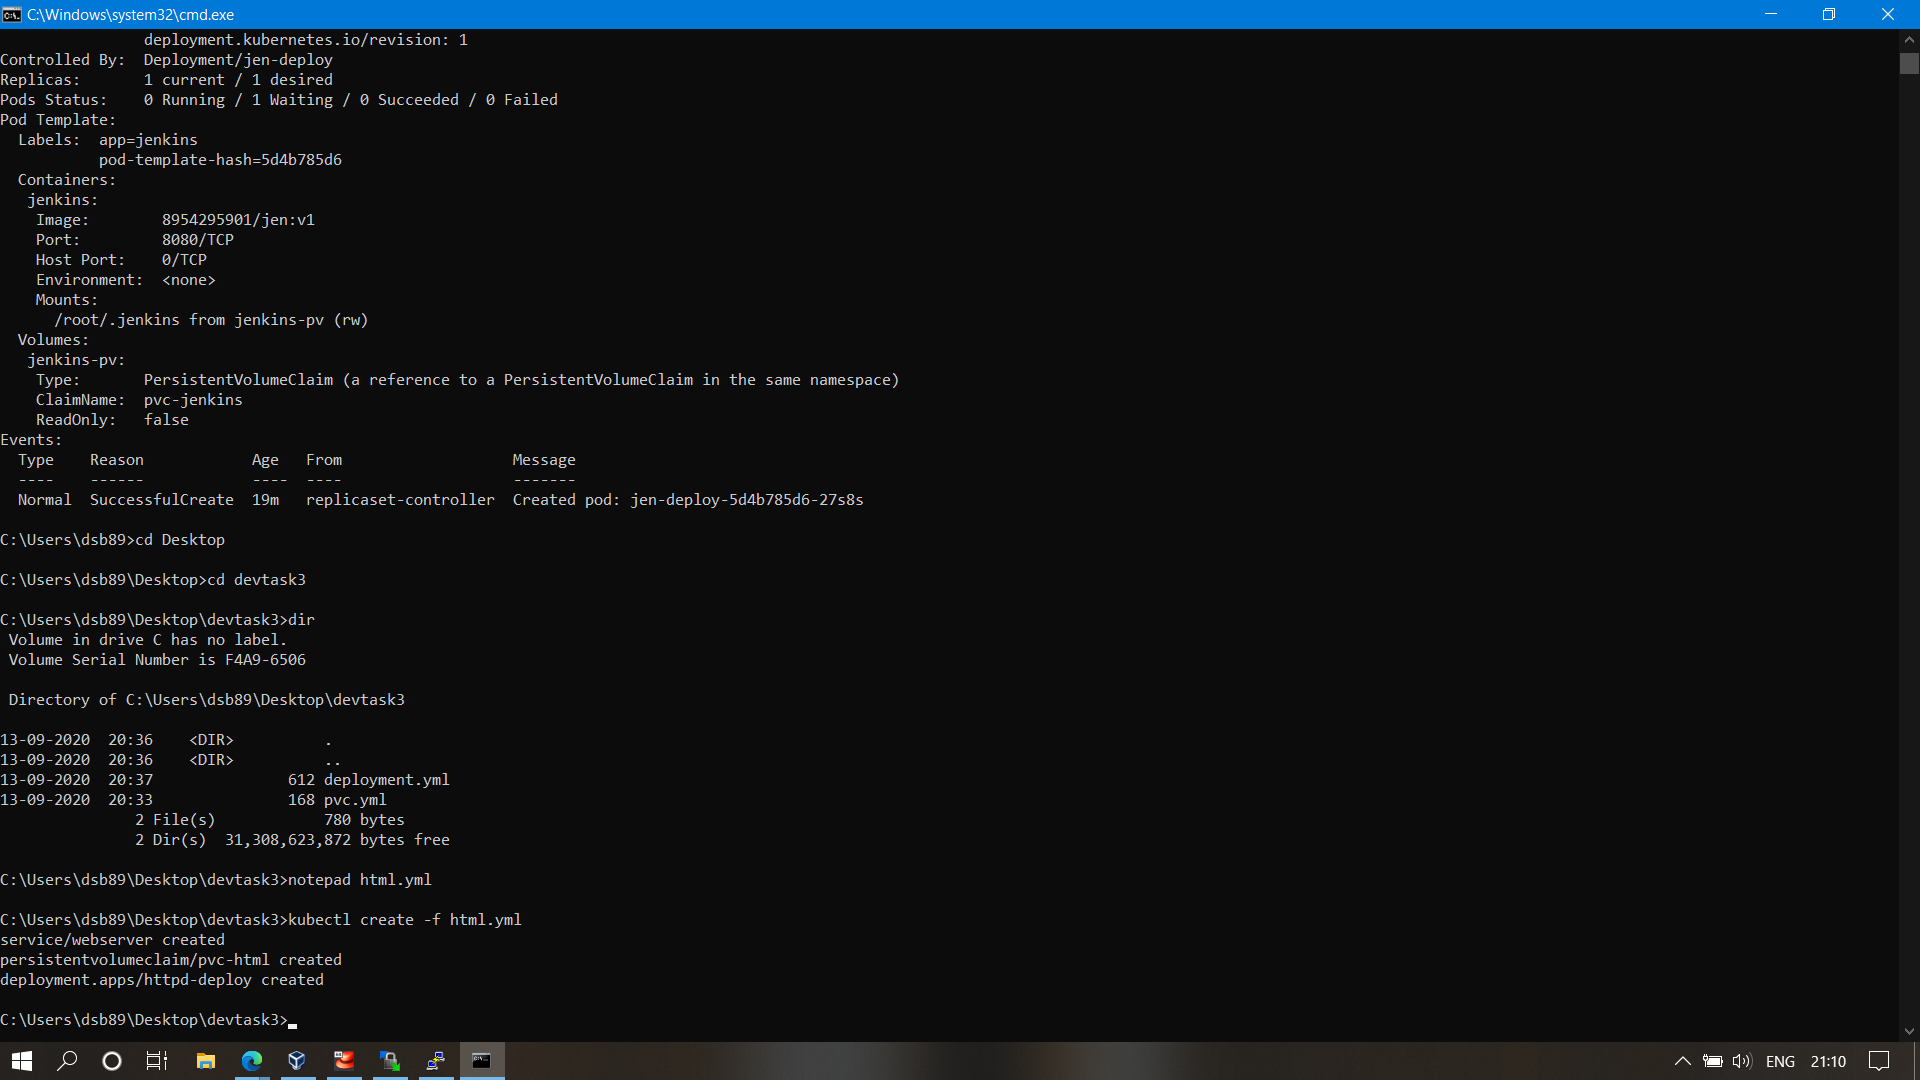 C:\Windows\system32\cmd.exe
deployment.kubernetes.io/revision: 1
Controlled By:  Deployment/jen-deploy
Replicas:       1 current / 1 desired
Pods Status:    0 Running / 1 Waiting / 0 Succeeded / 0 Failed
Pod Template:
  Labels:  app=jenkins
           pod-template-hash=5d4b785d6
  Containers:
   jenkins:
    Image:        8954295901/jen:v1
    Port:         8080/TCP
    Host Port:    0/TCP
    Environment:  <none>
    Mounts:
      /root/.jenkins from jenkins-pv (rw)
  Volumes:
   jenkins-pv:
    Type:       PersistentVolumeClaim (a reference to a PersistentVolumeClaim in the same namespace)
    ClaimName:  pvc-jenkins
    ReadOnly:   false
Events:
  Type    Reason            Age   From                   Message
  ----    ------            ----  ----                   -------
  Normal  SuccessfulCreate  19m   replicaset-controller  Created pod: jen-deploy-5d4b785d6-27s8s
C:\Users\dsb89>cd Desktop
C:\Users\dsb89\Desktop>cd devtask3
C:\Users\dsb89\Desktop\devtask3>dir
 Volume in drive C has no label.
 Volume Serial Number is F4A9-6506
 Directory of C:\Users\dsb89\Desktop\devtask3
13-09-2020  20:36    <DIR>          .
13-09-2020  20:36    <DIR>          ..
13-09-2020  20:37               612 deployment.yml
13-09-2020  20:33               168 pvc.yml
               2 File(s)            780 bytes
               2 Dir(s)  31,308,623,872 bytes free
C:\Users\dsb89\Desktop\devtask3>notepad html.yml
C:\Users\dsb89\Desktop\devtask3>kubectl create -f html.yml
service/webserver created
persistentvolumeclaim/pvc-html created
deployment.apps/httpd-deploy created
C:\Users\dsb89\Desktop\devtask3>
ENG 21:10